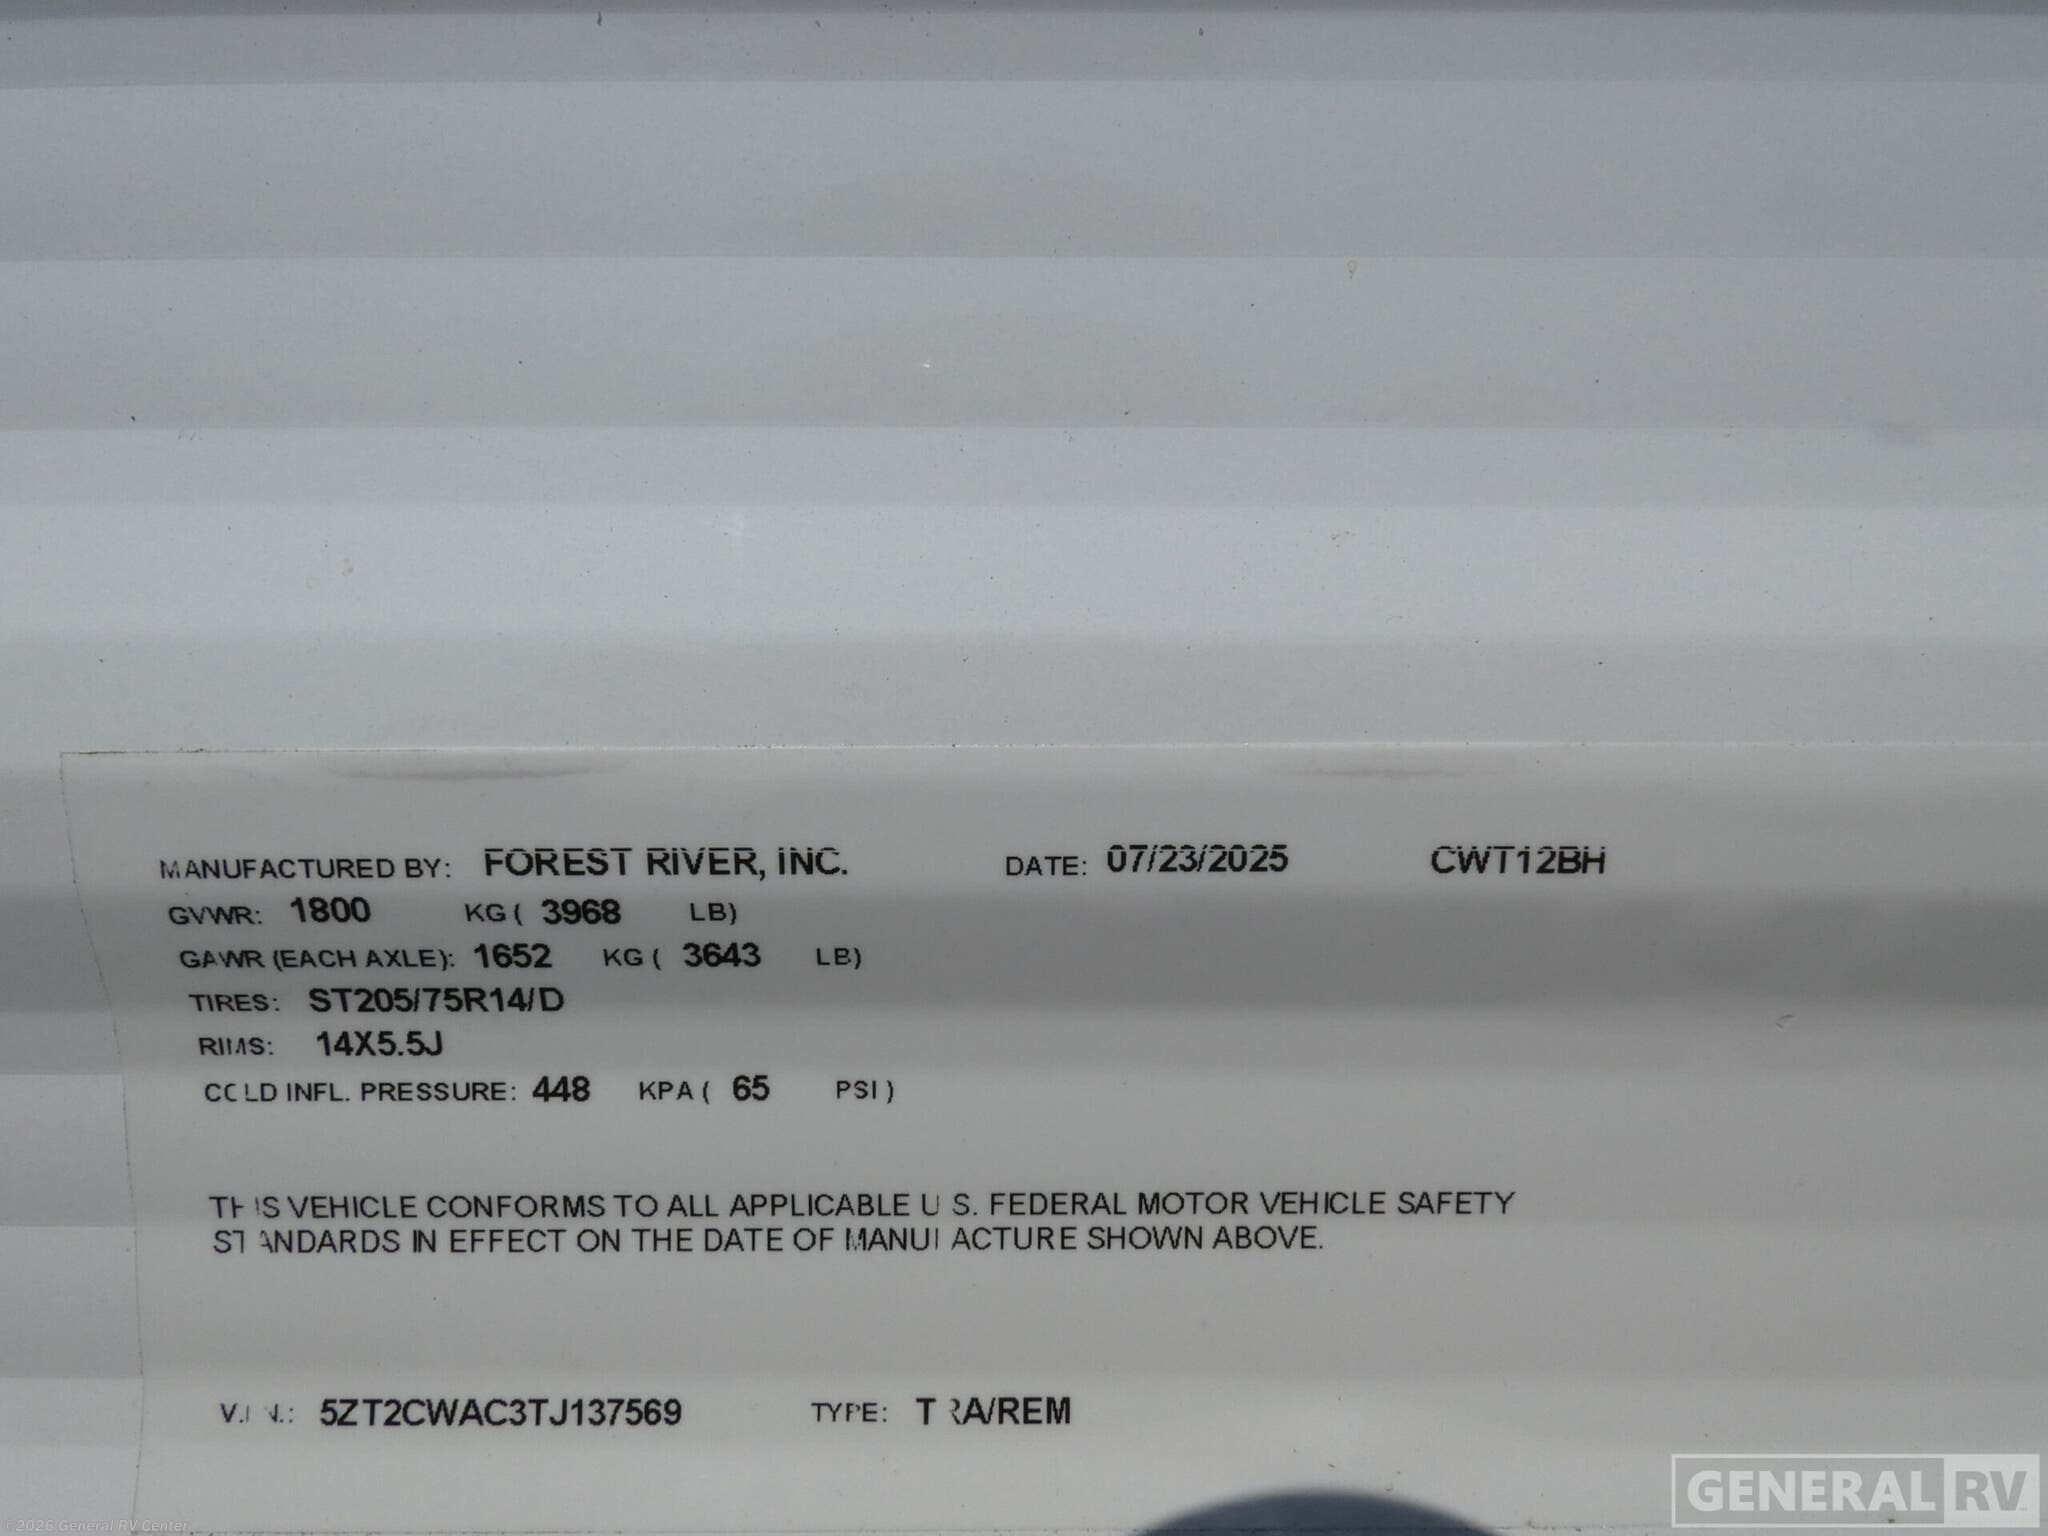 MANUFACTURED BY: FOREST RIVER, INC. DATE: 07/23/2025 CWT12BH
GVWR: 1800 KG ( 3968 LB)
GAWR (EACH AXLE): 1652 KG ( 3643 LB)
TIRES: ST205/75R14/D
RIMS: 14X5.5J
COLD INFL. PRESSURE: 448 KPA ( 65 PSI )
THIS VEHICLE CONFORMS TO ALL APPLICABLE U.S. FEDERAL MOTOR VEHICLE SAFETY
STANDARDS IN EFFECT ON THE DATE OF MANUFACTURE SHOWN ABOVE.
V.I.N.: 5ZT2CWAC3TJ137569 TYPE: TRA/REM
GENERAL RV
©2026 General RV Center